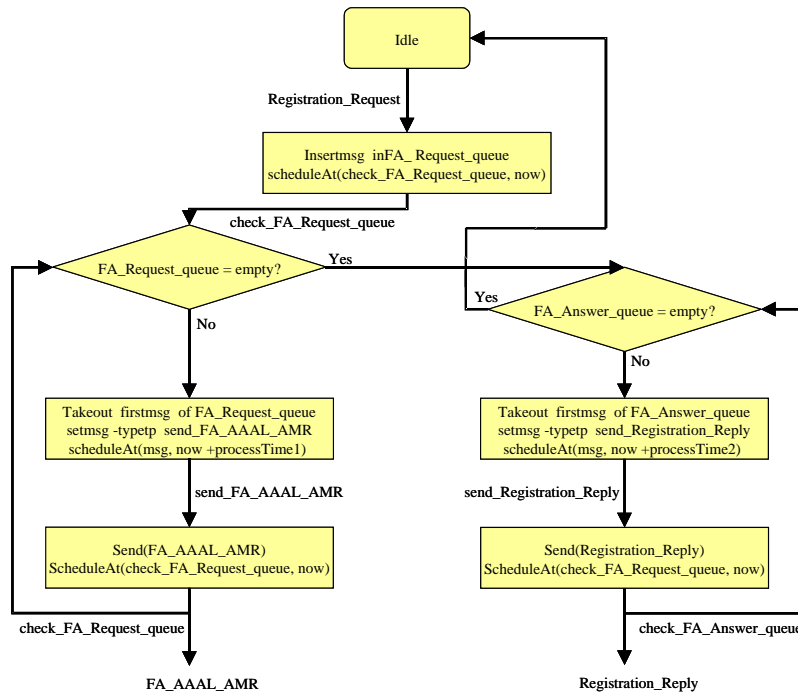 Idle
Registration_Request
Insertmsg inFA_ Request_queue
scheduleAt(check_FA_Request_queue, now)
check_FA_Request_queue
FA_Request_queue = empty?
Yes
Yes
FA_Answer_queue = empty?
No
No
Takeout firstmsg of FA_Request_queue
setmsg -typetp send_FA_AAAL_AMR
scheduleAt(msg, now +processTime1)
Takeout firstmsg of FA_Answer_queue
setmsg -typetp send_Registration_Reply
scheduleAt(msg, now +processTime2)
send_FA_AAAL_AMR
send_Registration_Reply
Send(FA_AAAL_AMR)
ScheduleAt(check_FA_Request_queue, now)
Send(Registration_Reply)
ScheduleAt(check_FA_Request_queue, now)
check_FA_Request_queue
check_FA_Answer_queue
FA_AAAL_AMR
Registration_Reply